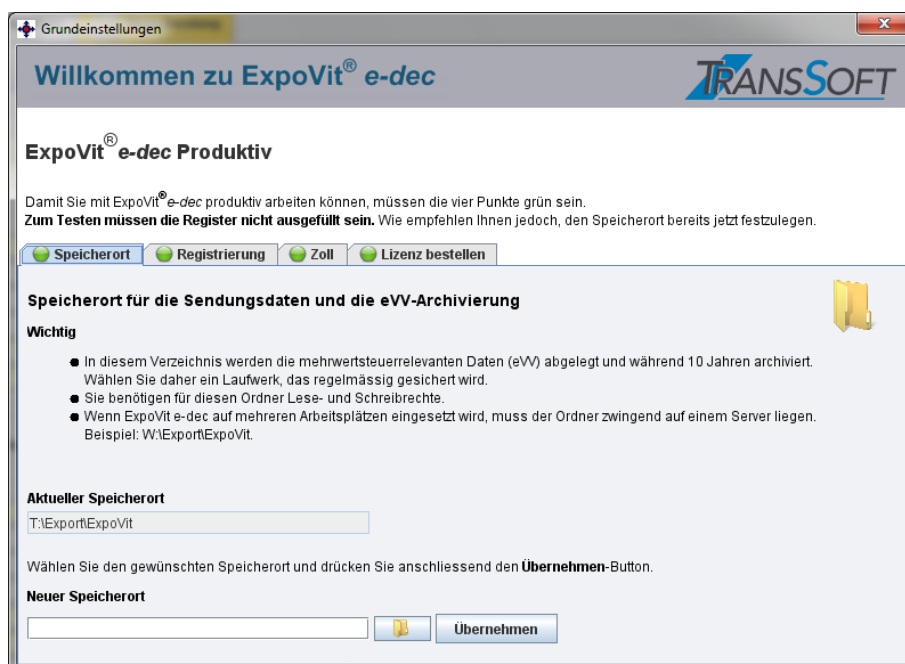 Grundeinstellungen
Willkommen zu ExpoVit® e-dec
TRANSSOFT
ExpoVit® e-dec Produktiv
Damit Sie mit ExpoVit® e-dec produktiv arbeiten können, müssen die vier Punkte grün sein.
Zum Testen müssen die Register nicht ausgefüllt sein. Wie empfehlen Ihnen jedoch, den Speicherort bereits jetzt festzulegen.
Speicherort Registrierung Zoll Lizenz bestellen
Speicherort für die Sendungsdaten und die eVV-Archivierung
Wichtig
● In diesem Verzeichnis werden die mehrwertsteuerrelevanten Daten (eVV) abgelegt und während 10 Jahren archiviert.
Wählen Sie daher ein Laufwerk, das regelmässig gesichert wird.
● Sie benötigen für diesen Ordner Lese- und Schreibrechte.
● Wenn ExpoVit e-dec auf mehreren Arbeitsplätzen eingesetzt wird, muss der Ordner zwingend auf einem Server liegen.
Beispiel: W:\Export\ExpoVit.
Aktueller Speicherort
T:\Export\ExpoVit
Wählen Sie den gewünschten Speicherort und drücken Sie anschliessend den Übernehmen-Button.
Neuer Speicherort
Übernehmen